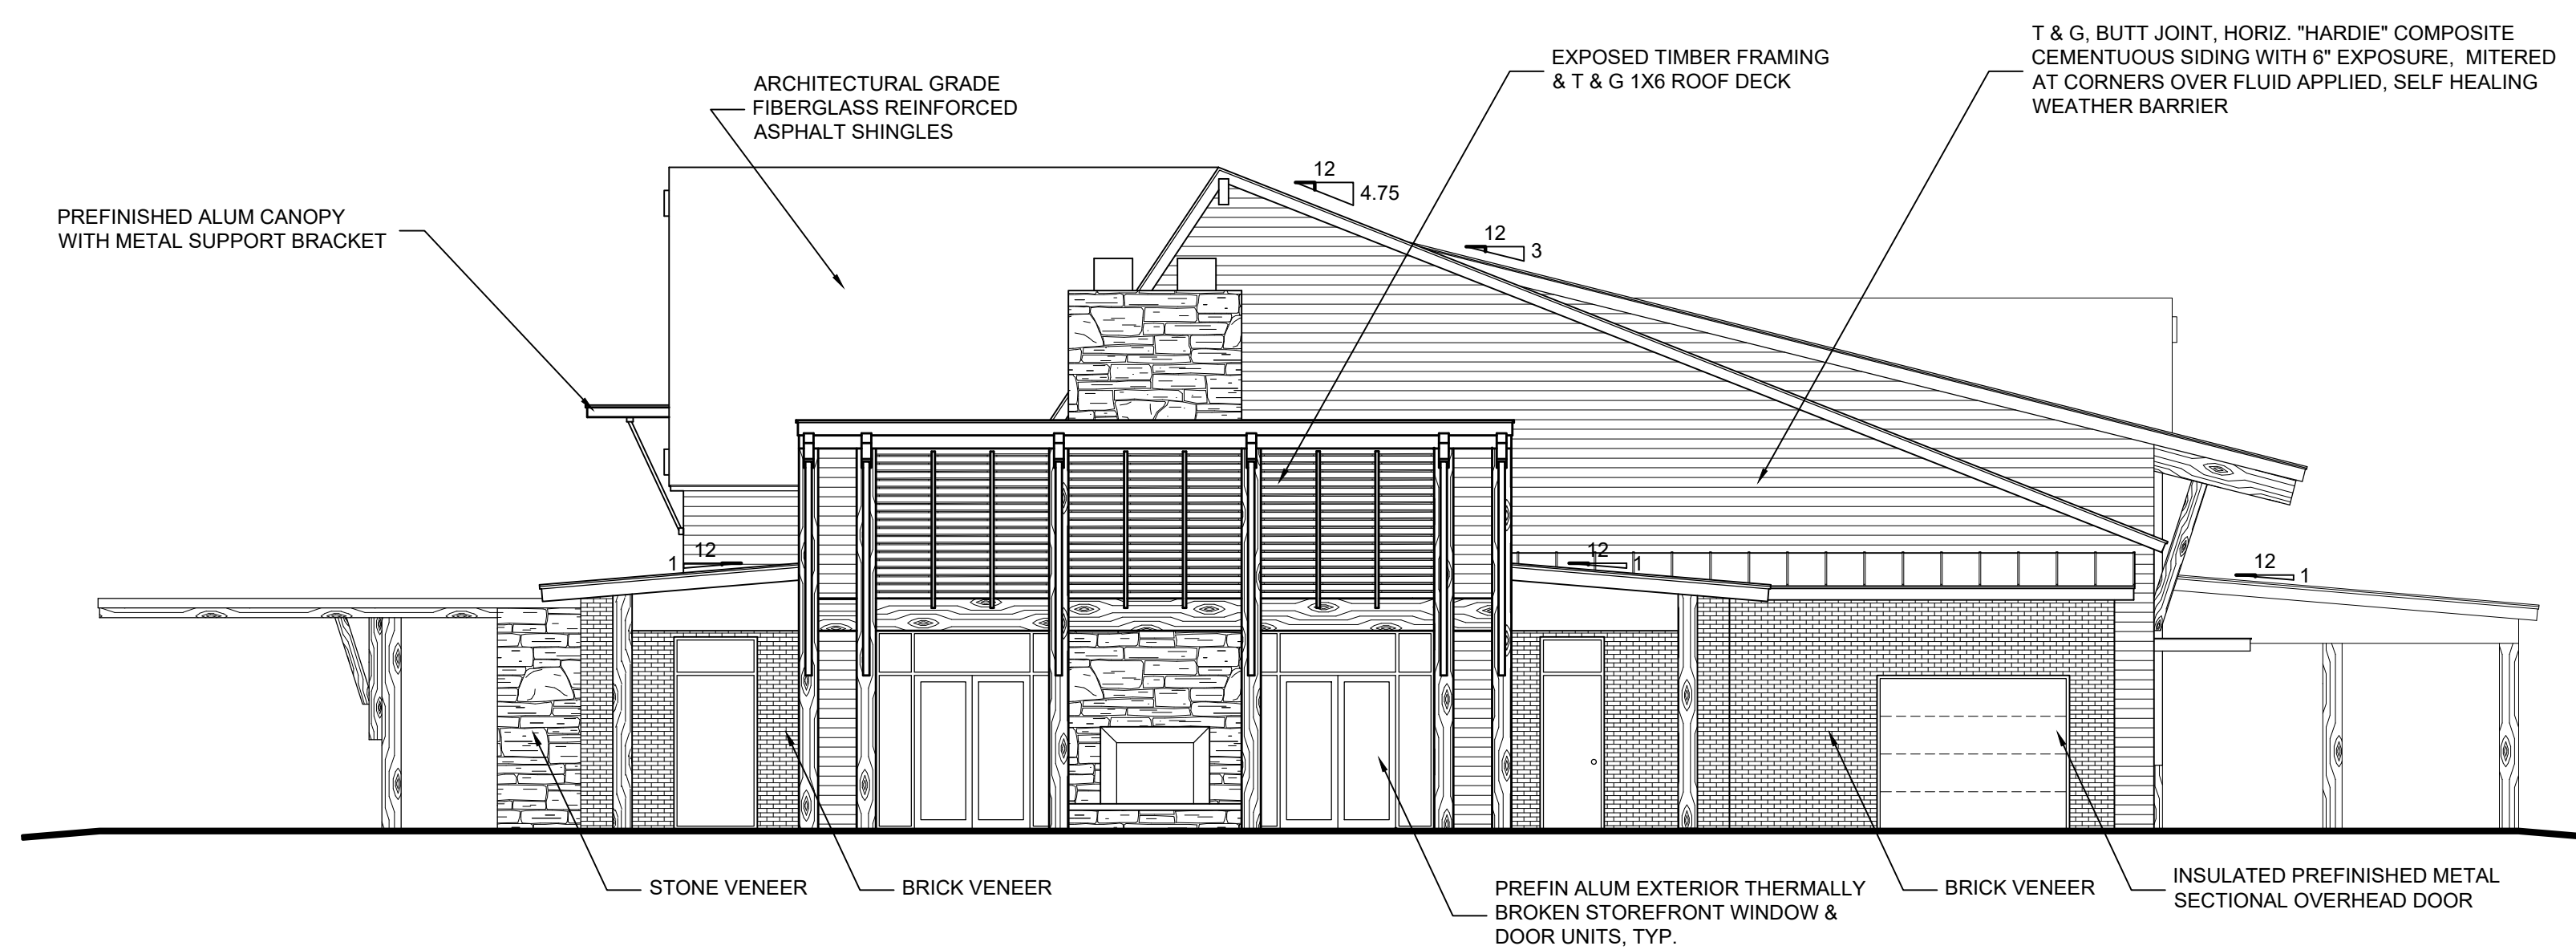 T & G, BUTT JOINT, HORIZ. "HARDIE" COMPOSITE
CEMENTUOUS SIDING WITH 6" EXPOSURE, MITERED
AT CORNERS OVER FLUID APPLIED, SELF HEALING
WEATHER BARRIER
EXPOSED TIMBER FRAMING
& T & G 1X6 ROOF DECK
ARCHITECTURAL GRADE
FIBERGLASS REINFORCED
ASPHALT SHINGLES
PREFINISHED ALUM CANOPY
WITH METAL SUPPORT BRACKET
12
4.75
12
3
12
1
12
1
12
1
STONE VENEER
BRICK VENEER
PREFIN ALUM EXTERIOR THERMALLY
BROKEN STOREFRONT WINDOW &
DOOR UNITS, TYP.
BRICK VENEER
INSULATED PREFINISHED METAL
SECTIONAL OVERHEAD DOOR